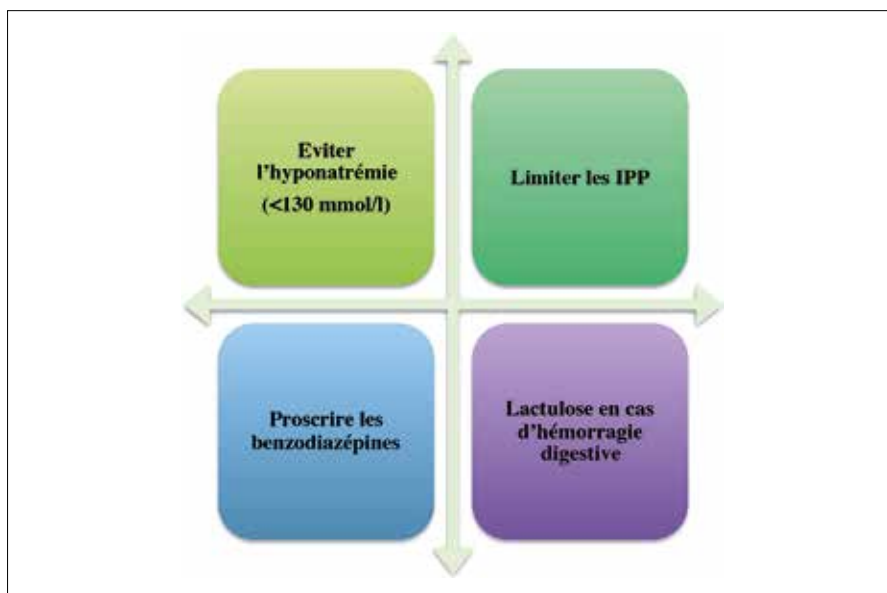 Eviter
l'hyponatrémie
(<130 mmol/l)
Limiter les IPP
Proscrire les
benzodiazépines
Lactulose en cas
d'hémorragie
digestive